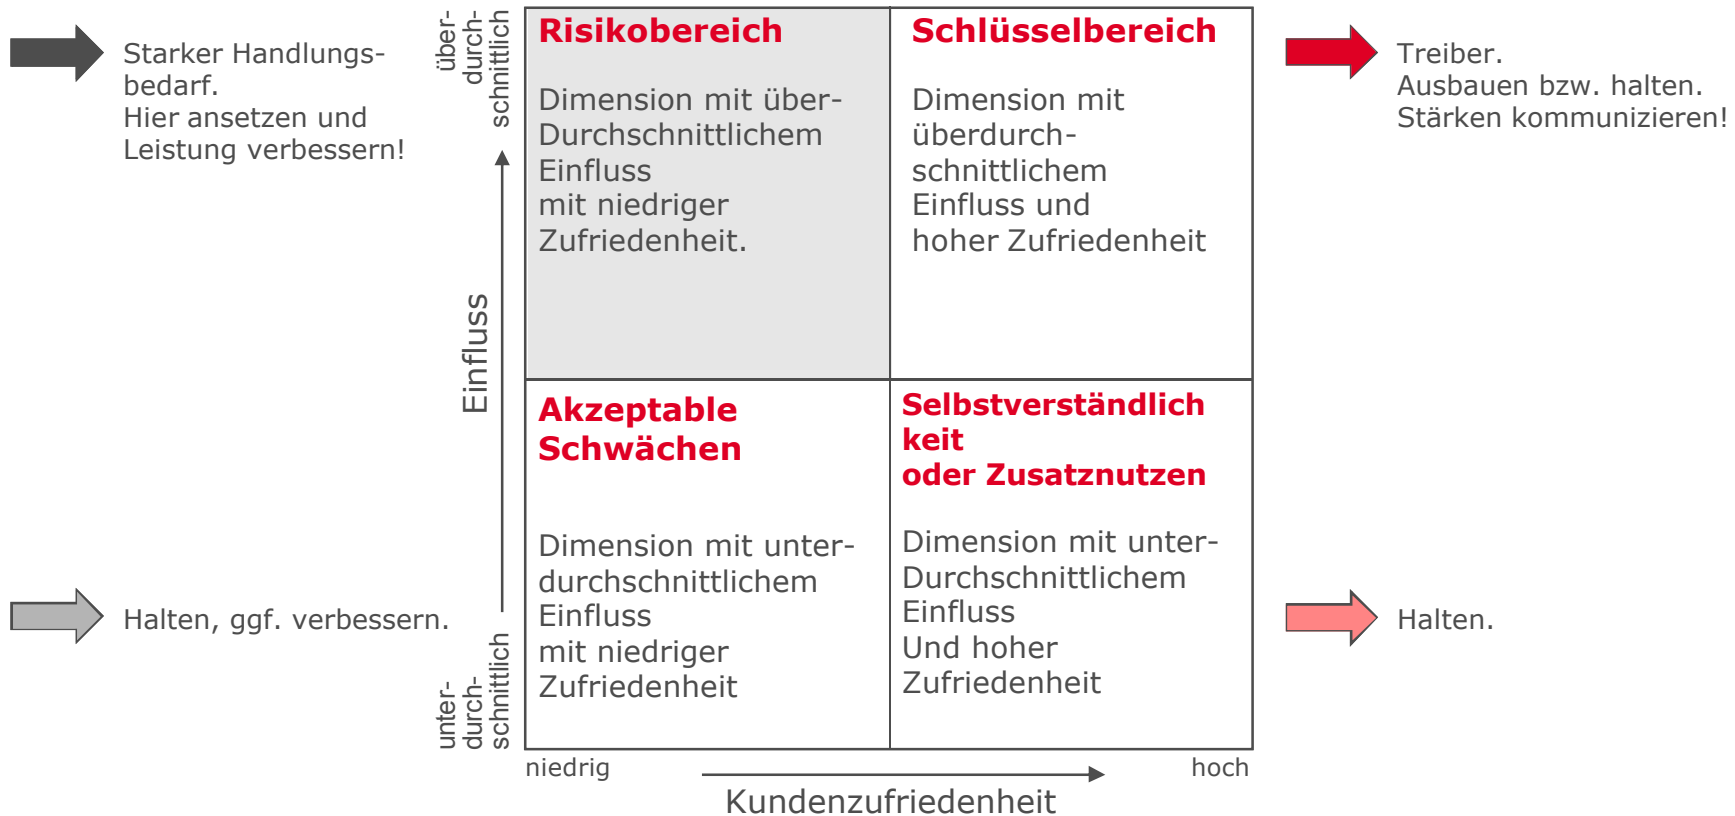 Starker Handlungs-
bedarf.
Hier ansetzen und
Leistung verbessern!
über-
durch-
schnittlich
Risikobereich
Dimension mit über-
Durchschnittlichem
Einfluss
mit niedriger
Zufriedenheit.
Schlüsselbereich
Dimension mit
überdurch-
schnittlichem
Einfluss und
hoher Zufriedenheit
Treiber.
Ausbauen bzw. halten.
Stärken kommunizieren!
Einfluss
Halten, ggf. verbessern.
unter-
durch-
schnittlich
Akzeptable
Schwächen
Dimension mit unter-
durchschnittlichem
Einfluss
mit niedriger
Zufriedenheit
Selbstverständlich
keit
oder Zusatznutzen
Dimension mit unter-
Durchschnittlichem
Einfluss
Und hoher
Zufriedenheit
Halten.
niedrig
hoch
Kundenzufriedenheit